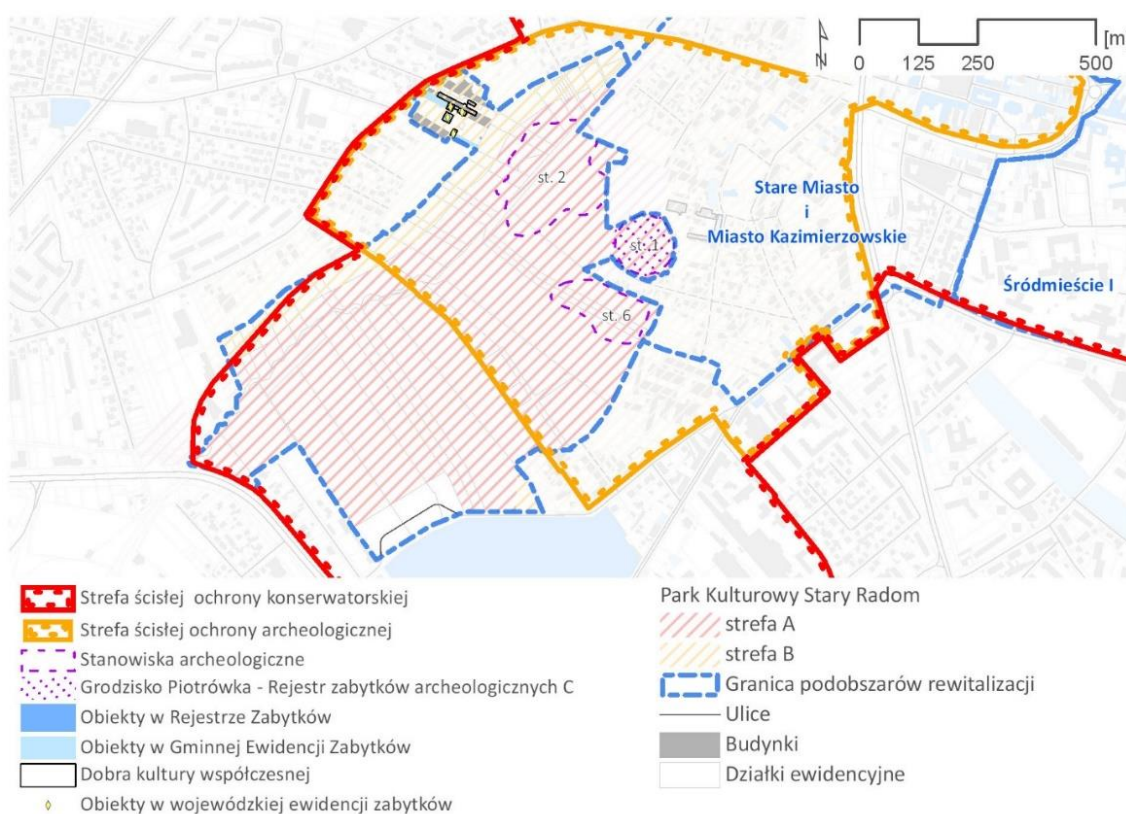 [m
0 125 250 500
N
st. 2
Stare Miasto
i
Miasto Kazimierzowskie
st. 1
Śródmieście I
st. 6
Strefa ścisłej ochrony konserwatorskiej
Strefa ścisłej ochrony archeologicznej
Stanowiska archeologiczne
Grodzisko Piotrówka - Rejestr zabytków archeologicznych C
Obiekty w Rejestrze Zabytków
Obiekty w Gminnej Ewidencji Zabytków
Dobra kultury współczesnej
Obiekty w wojewódzkiej ewidencji zabytków
Park Kulturowy Stary Radom
strefa A
strefa B
Granica podobszarów rewitalizacji
Ulice
Budynki
Działki ewidencyjne